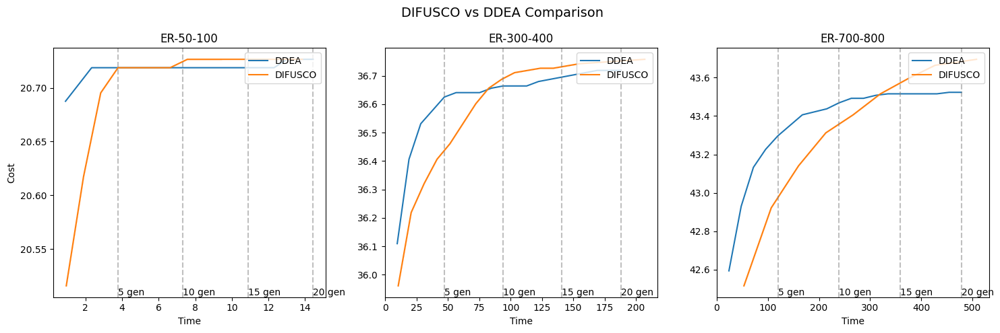 DIFUSCO vs DDEA Comparison
ER-50-100
DDEA
DIFUSCO
20.70
20.65
20.60
20.55
Cost
5 gen
10 gen
15 gen
20 gen
2
4
6
8
10
12
14
Time
ER-300-400
DDEA
DIFUSCO
36.7
36.6
36.5
36.4
36.3
36.2
36.1
36.0
5 gen
10 gen
15 gen
20 gen
0
25
50
75
100
125
150
175
200
Time
ER-700-800
DDEA
DIFUSCO
43.6
43.4
43.2
43.0
42.8
42.6
5 gen
10 gen
15 gen
20 gen
0
100
200
300
400
500
Time